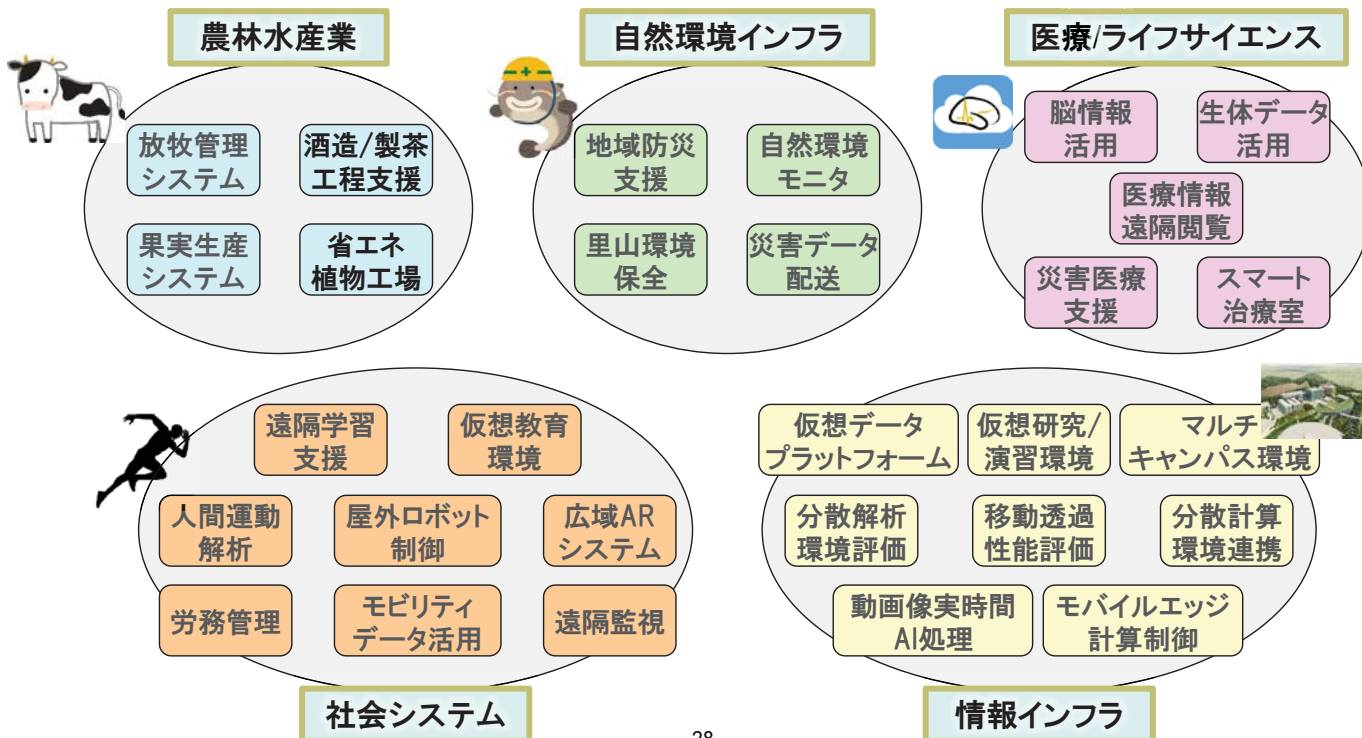 農林水産業
放牧管理
システム
酒造/製茶
工程支援
果実生産
システム
省エネ
植物工場
自然環境インフラ
地域防災
支援
自然環境
モニタ
里山環境
保全
災害データ
配送
医療/ライフサイエンス
脳情報
活用
生体データ
活用
医療情報
遠隔閲覧
災害医療
支援
スマート
治療室
遠隔学習
支援
仮想教育
環境
人間運動
解析
屋外ロボット
制御
広域AR
システム
労務管理
モビリティ
データ活用
遠隔監視
社会システム
仮想データ
プラットフォーム
仮想研究/
演習環境
マルチ
キャンパス環境
分散解析
環境評価
移動透過
性能評価
分散計算
環境連携
動画像実時間
AI処理
モバイルエッジ
計算制御
情報インフラ
28